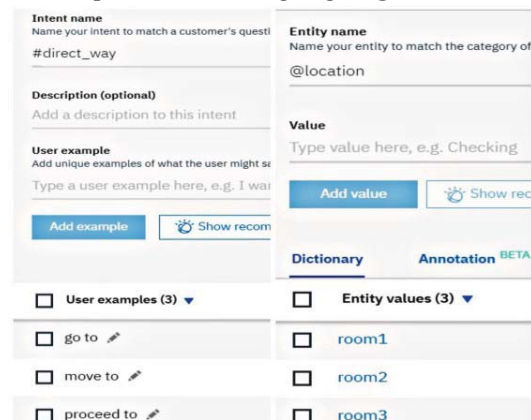 Intent name
Name your intent to match a customer's questi
#direct_way
Description (optional)
Add a description to this intent
User example
Add unique examples of what the user might sa
Type a user example here, e.g. I wan
Add example
Show recom
User examples (3)
go to
move to
proceed to
Entity name
Name your entity to match the category of
@location
Value
Type value here, e.g. Checking
Add value
Show rec
Dictionary
Annotation BETA
Entity values (3)
room1
room2
room3